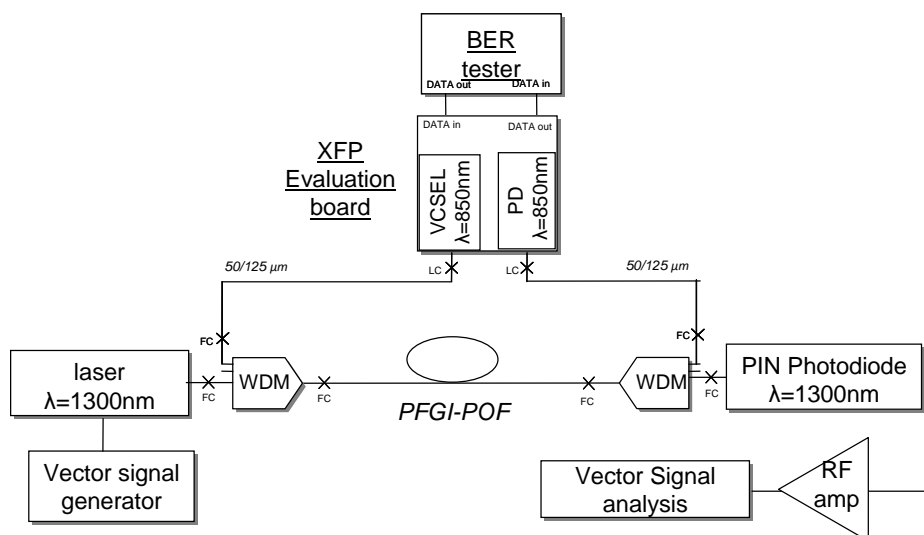 BER
tester
DATA out
DATA in
DATA in
DATA out
XFP
Evaluation
board
VCSEL
λ=850nm
PD
λ=850nm
50/125 µm
LC
LC
50/125 µm
FC
FC
laser
λ=1300nm
FC
WDM
FC
PFGI-POF
FC
WDM
FC
PIN Photodiode
λ=1300nm
Vector signal
generator
Vector Signal
analysis
RF
amp